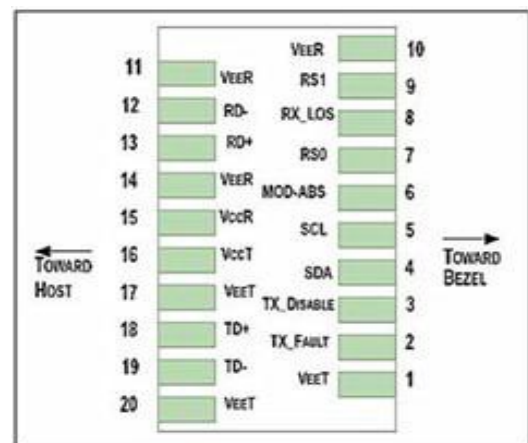 VEER 10
11 VEER RS1 9
12 RD- RX_LOS 8
13 RD+ RS0 7
14 VEER MOD-ABS 6
15 VCCR SCL 5
16 VCCT SDA 4
17 VEET TX_DISABLE 3
18 TD+ TX_FAULT 2
19 TD- VEET 1
20 VEET
TOWARD
HOST
TOWARD
BEZEL